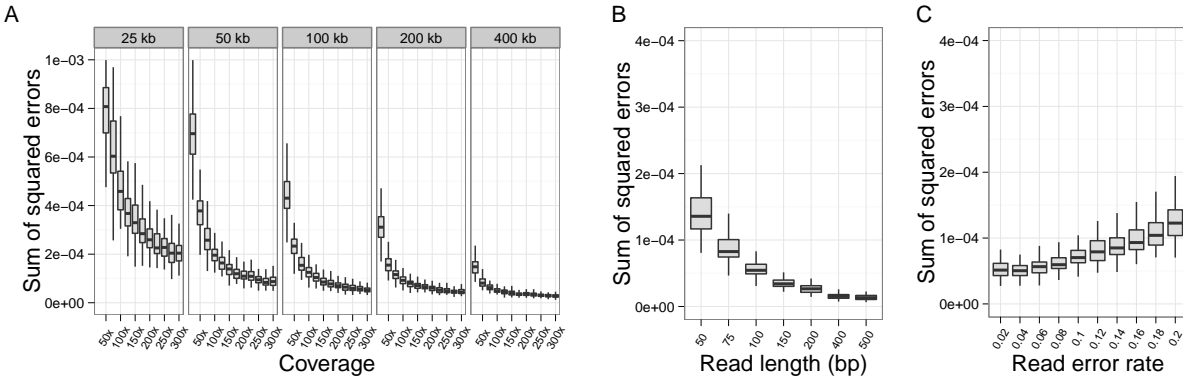 A
25 kb 50 kb 100 kb 200 kb 400 kb
Sum of squared errors
1e−03
8e−04
6e−04
4e−04
2e−04
0e+00
50x 100x 150x 200x 250x 300x 50x 100x 150x 200x 250x 300x 50x 100x 150x 200x 250x 300x 50x 100x 150x 200x 250x 300x 50x 100x 150x 200x 250x 300x
Coverage
B
Sum of squared errors
4e−04
3e−04
2e−04
1e−04
0e+00
50 75 100 150 200 400 500
Read length (bp)
C
Sum of squared errors
4e−04
3e−04
2e−04
1e−04
0e+00
0.02 0.04 0.06 0.08 0.1 0.12 0.14 0.16 0.18 0.2
Read error rate